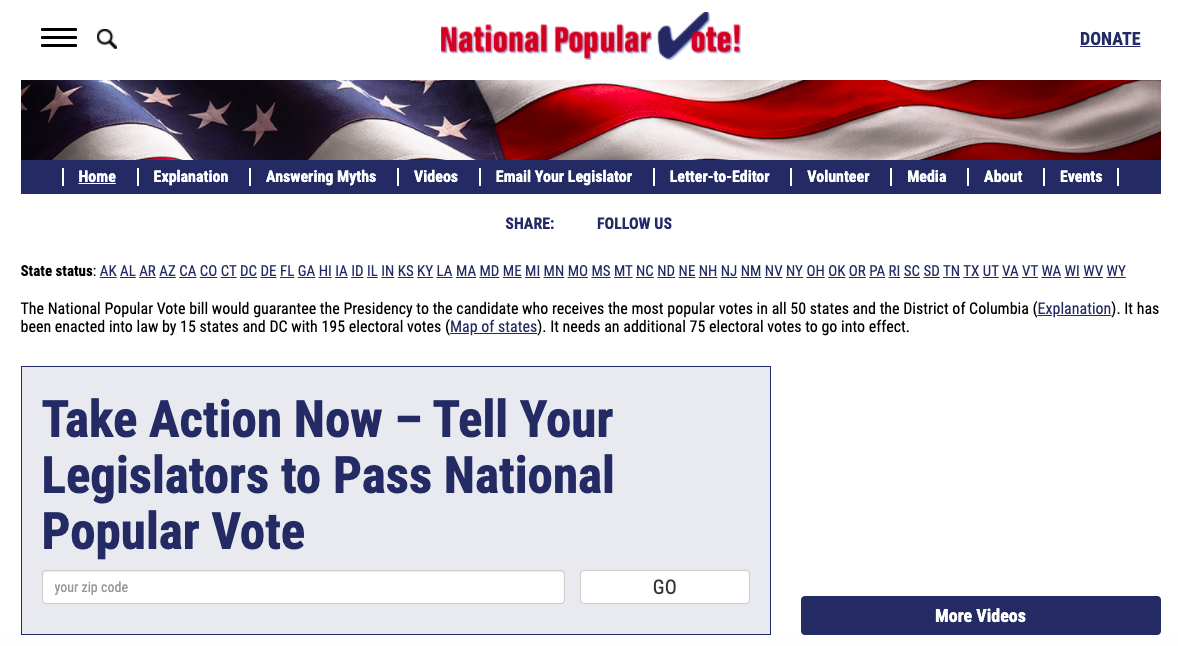 National Popular Vote!
DONATE
Home Explanation Answering Myths Videos Email Your Legislator Letter-to-Editor Volunteer Media About Events
SHARE: FOLLOW US
State status: AK AL AR AZ CA CO CT DC DE FL GA HI IA ID IL IN KS KY LA MA MD ME MI MN MO MS MT NC ND NE NH NJ NM NV NY OH OK OR PA RI SC SD TN TX UT VA VT WA WI WV WY
The National Popular Vote bill would guarantee the Presidency to the candidate who receives the most popular votes in all 50 states and the District of Columbia (Explanation). It has
been enacted into law by 15 states and DC with 195 electoral votes (Map of states). It needs an additional 75 electoral votes to go into effect.
Take Action Now – Tell Your
Legislators to Pass National
Popular Vote
your zip code
GO
More Videos